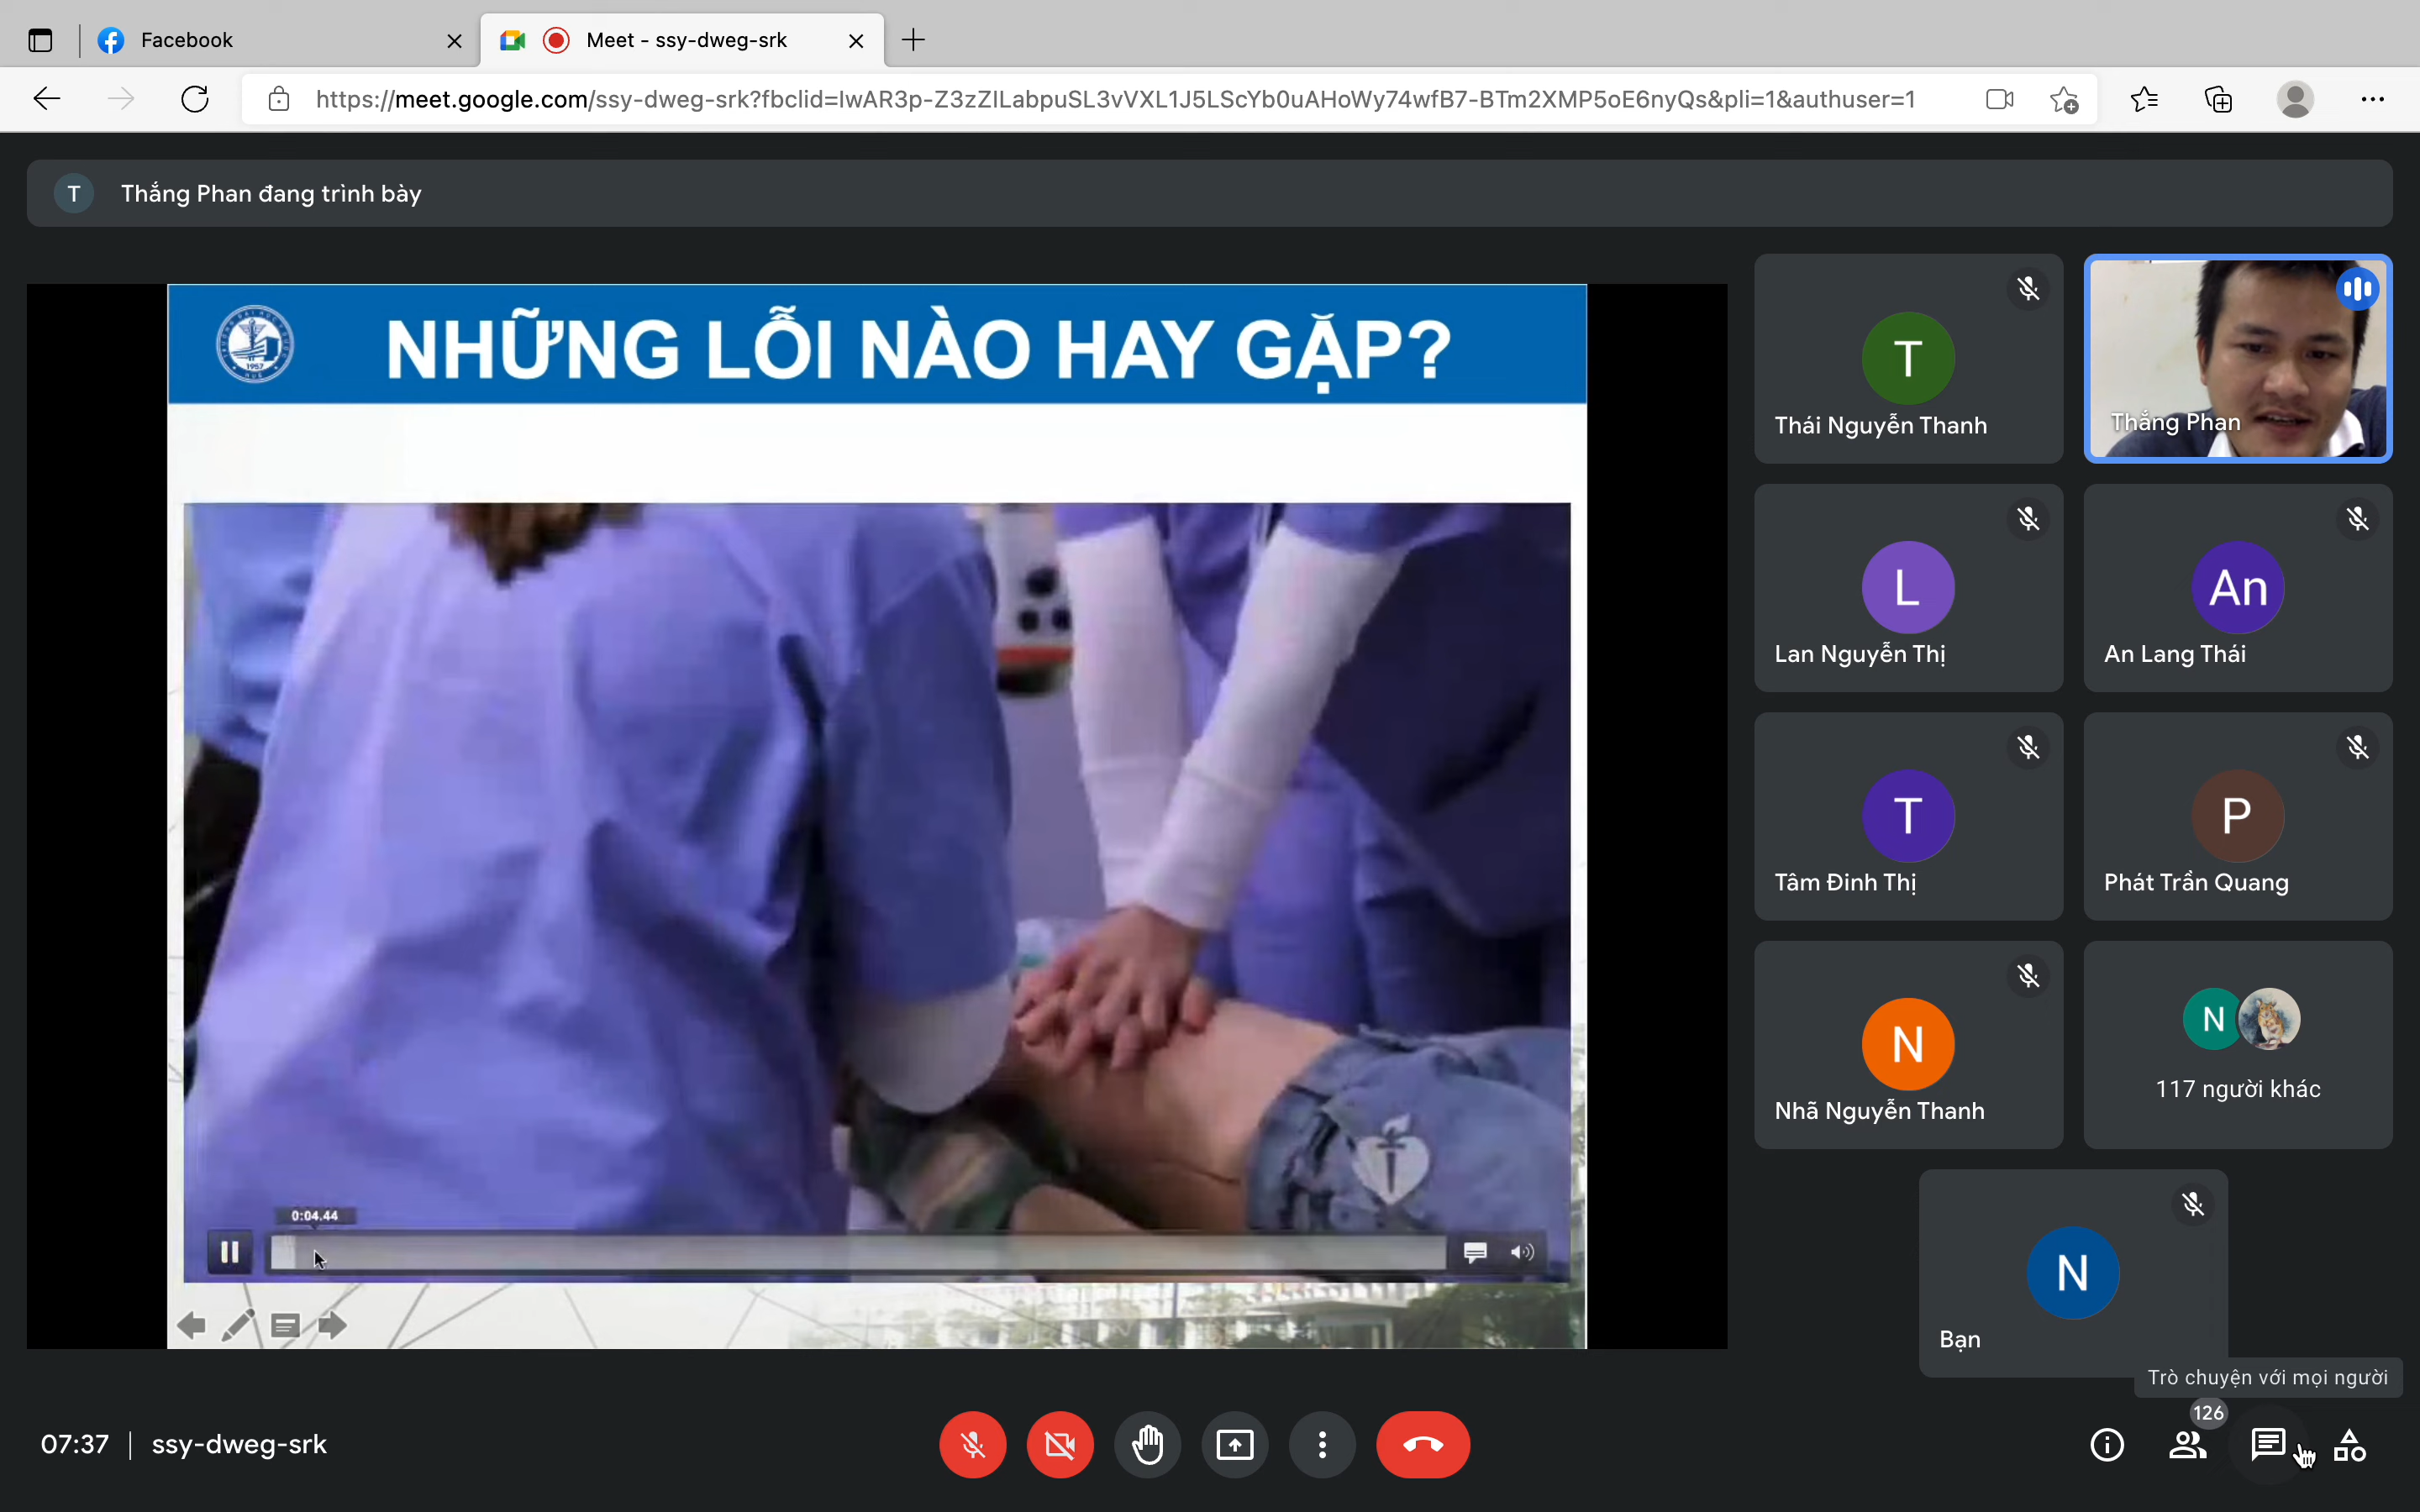 Facebook
Meet - ssy-dweg-srk
https://meet.google.com/ssy-dweg-srk?fbclid=IwAR3p-Z3zZILabpuSL3vVXL1J5LScYb0uAHoWy74wfB7-BTm2XMP5oE6nyQs&pli=1&authuser=1
T
Thắng Phan đang trình bày
NHỮNG LỖI NÀO HAY GẶP?
1957
T
Thái Nguyễn Thanh
Thắng Phan
L
Lan Nguyễn Thị
An
An Lang Thái
T
Tâm Đinh Thị
P
Phát Trần Quang
N
Nhã Nguyễn Thanh
N
117 người khác
0:04.44
N
Bạn
Trò chuyện với mọi người
126
07:37 | ssy-dweg-srk